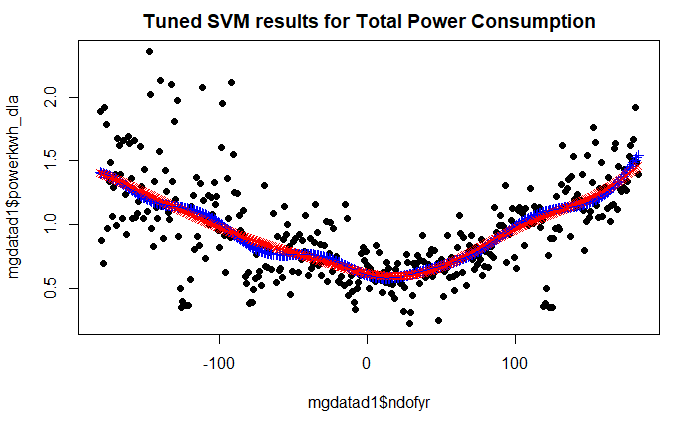 Tuned SVM results for Total Power Consumption
mgdatad1$powerkwh_dla
2.0
1.5
1.0
0.5
-100 0 100
mgdatad1$ndofyr